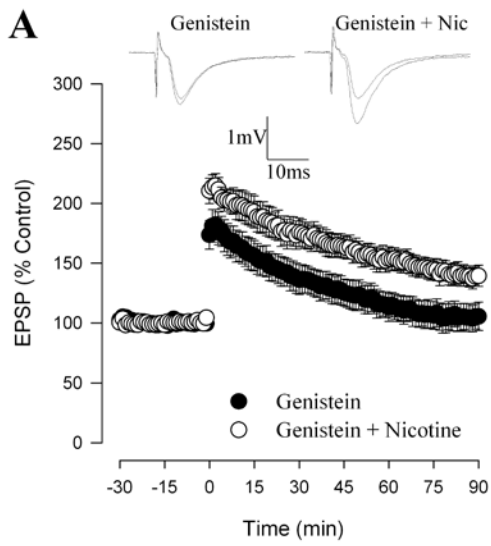 A
Genistein
Genistein + Nic
1mV
10ms
EPSP (% Control)
300
250
200
150
100
50
0
Genistein
Genistein + Nicotine
-30
-15
0
15
30
45
60
75
90
Time (min)